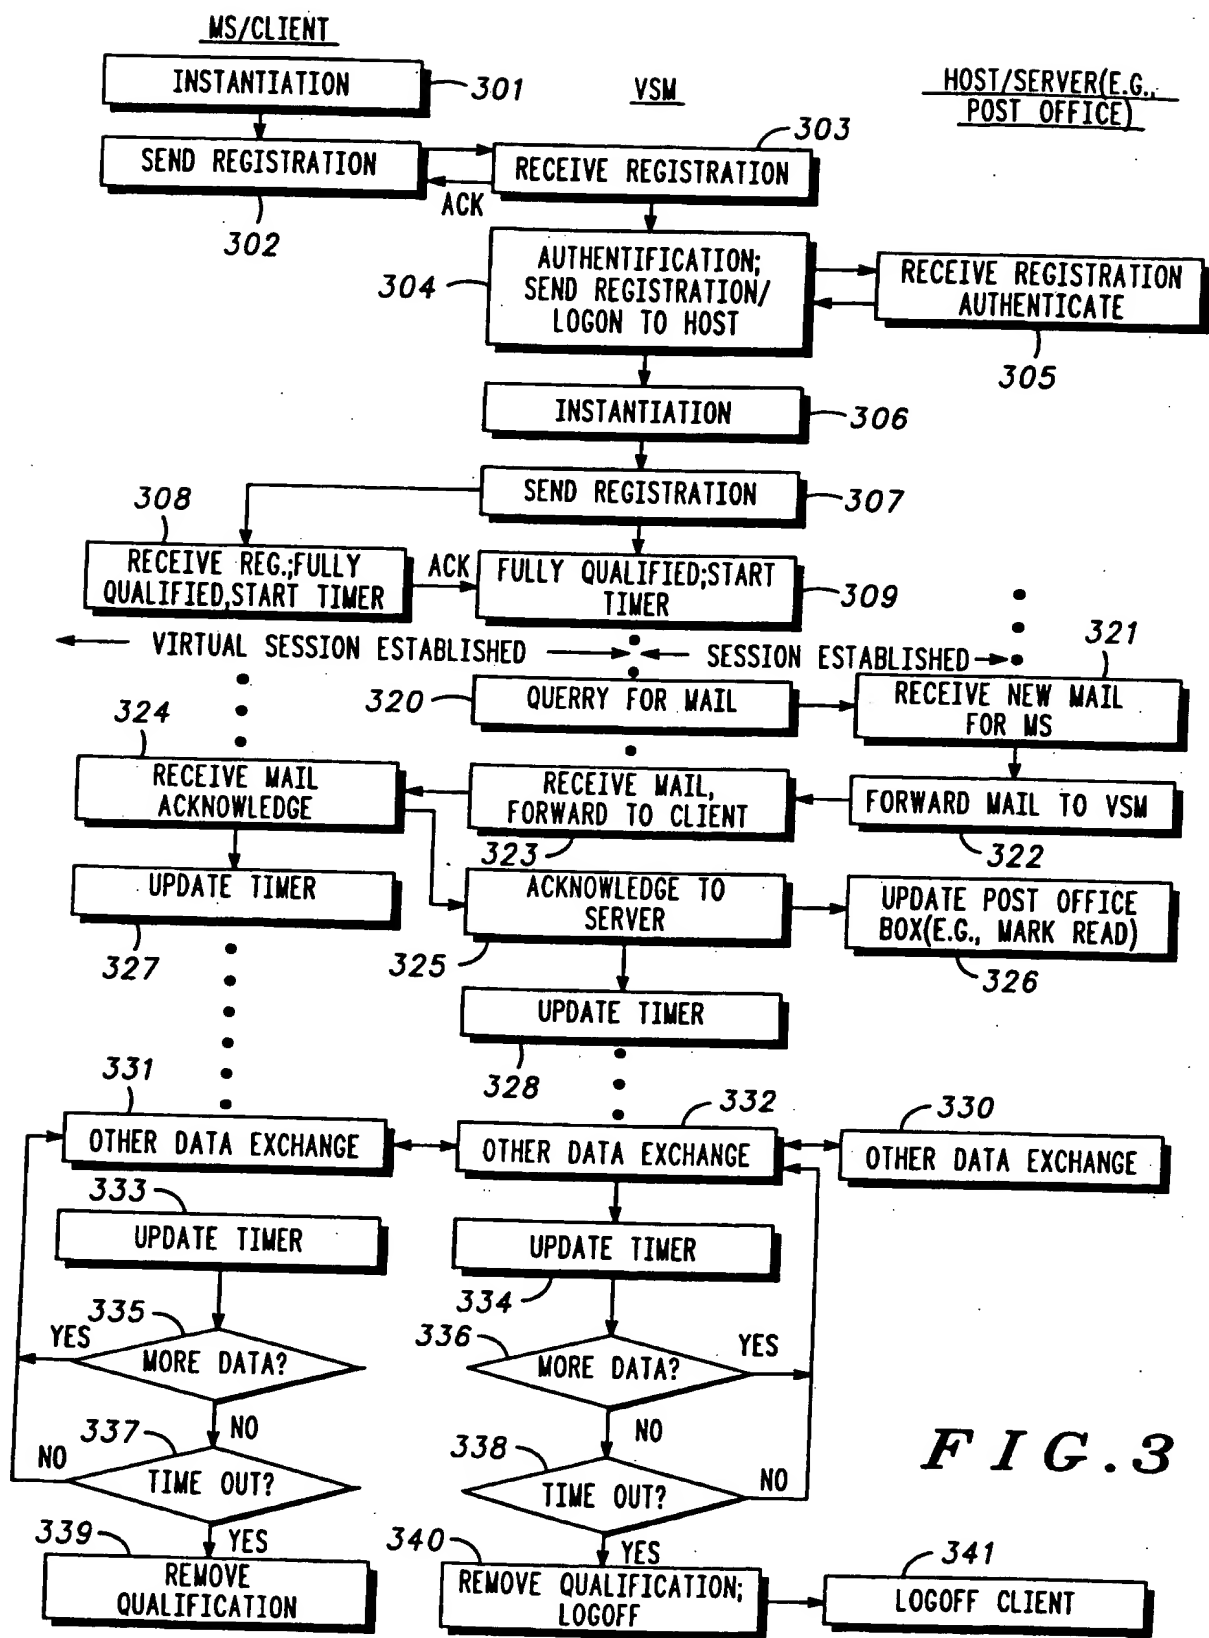 MS/CLIENT
INSTANTIATION
301
VSM
HOST/SERVER(E.G.,
POST OFFICE)
SEND REGISTRATION
302
303
RECEIVE REGISTRATION
ACK
304
AUTHENTIFICATION;
SEND REGISTRATION/
LOGON TO HOST
RECEIVE REGISTRATION
AUTHENTICATE
305
INSTANTIATION
306
SEND REGISTRATION
307
308
RECEIVE REG.;FULLY
QUALIFIED,START TIMER
ACK
FULLY QUALIFIED;START
TIMER
309
VIRTUAL SESSION ESTABLISHED
SESSION ESTABLISHED
320
QUERRY FOR MAIL
321
RECEIVE NEW MAIL
FOR MS
324
RECEIVE MAIL
ACKNOWLEDGE
RECEIVE MAIL,
FORWARD TO CLIENT
323
FORWARD MAIL TO VSM
322
UPDATE TIMER
327
ACKNOWLEDGE TO
SERVER
325
UPDATE POST OFFICE
BOX(E.G., MARK READ)
326
UPDATE TIMER
328
331
OTHER DATA EXCHANGE
332
OTHER DATA EXCHANGE
330
OTHER DATA EXCHANGE
333
UPDATE TIMER
UPDATE TIMER
334
335
YES
MORE DATA?
NO
336
MORE DATA?
YES
NO
337
NO
TIME OUT?
YES
338
TIME OUT?
NO
YES
FIG.3
339
REMOVE
QUALIFICATION
340
REMOVE QUALIFICATION;
LOGOFF
341
LOGOFF CLIENT